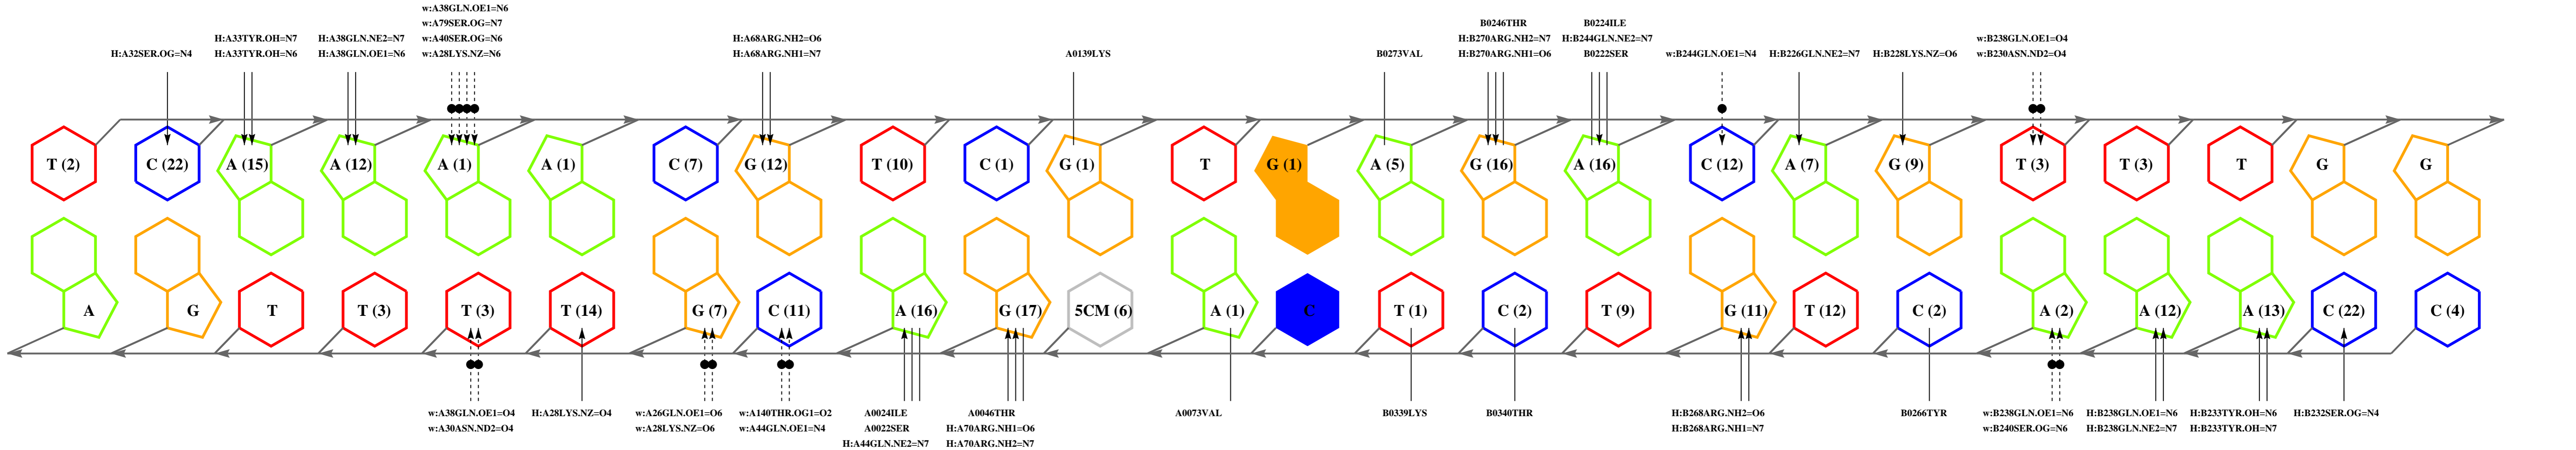 w:A38GLN.OE1=N6
w:A79SER.OG=N7
w:A40SER.OG=N6
w:A28LYS.NZ=N6
H:A32SER.OG=N4
H:A33TYR.OH=N7
H:A33TYR.OH=N6
H:A38GLN.NE2=N7
H:A38GLN.OE1=N6
H:A68ARG.NH2=O6
H:A68ARG.NH1=N7
A0139LYS
B0273VAL
B0246THR
H:B270ARG.NH2=N7
H:B270ARG.NH1=O6
B0224ILE
H:B244GLN.NE2=N7
B0222SER
w:B244GLN.OE1=N4
H:B226GLN.NE2=N7
H:B228LYS.NZ=O6
w:B238GLN.OE1=O4
w:B230ASN.ND2=O4
T (2) C (22) A (15) A (12) A (1) A (1) C (7) G (12) T (10) C (1) G (1) T G (1) A (5) G (16) A (16) C (12) A (7) G (9) T (3) T (3) T G G
A G T T (3) T (3) T (14) G (7) C (11) A (16) G (17) 5CM (6) A (1) C T (1) C (2) T (9) G (11) T (12) C (2) A (2) A (12) A (13) C (22) C (4)
w:A38GLN.OE1=O4
w:A30ASN.ND2=O4
H:A28LYS.NZ=O4
w:A26GLN.OE1=O6
w:A28LYS.NZ=O6
w:A140THR.OG1=O2
w:A44GLN.OE1=N4
A0024ILE
A0022SER
H:A44GLN.NE2=N7
A0046THR
H:A70ARG.NH1=O6
H:A70ARG.NH2=N7
A0073VAL
B0339LYS
B0340THR
H:B268ARG.NH2=O6
H:B268ARG.NH1=N7
B0266TYR
w:B238GLN.OE1=N6
w:B240SER.OG=N6
H:B238GLN.OE1=N6
H:B238GLN.NE2=N7
H:B233TYR.OH=N6
H:B233TYR.OH=N7
H:B232SER.OG=N4